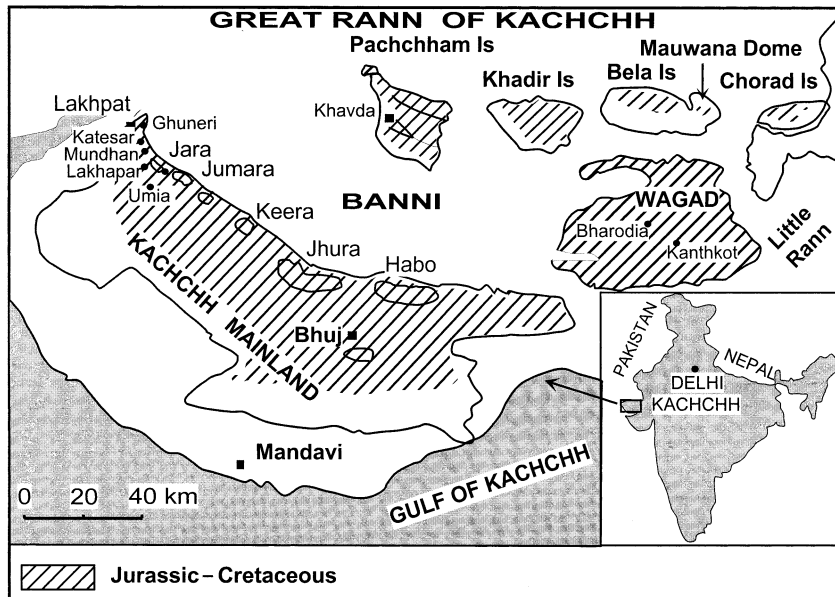 GREAT RANN OF KACHCHH
Pachchham Is
Mauwana Dome
Khadir Is
Bela Is
Chorad Is
Lakhpat
Ghuneri
Khavda
Katesar
Mundhan
Jara
Lakhapar
Jumara
Umia
BANNI
WAGAD
Keera
Bharodia
Kanthkot
Little
Rann
Jhura
Habo
KACHCHH MAINLAND
Bhuj
PAKISTAN
NEPAL
DELHI
KACHCHH
Mandavi
GULF OF KACHCHH
0 20 40 km
Jurassic – Cretaceous